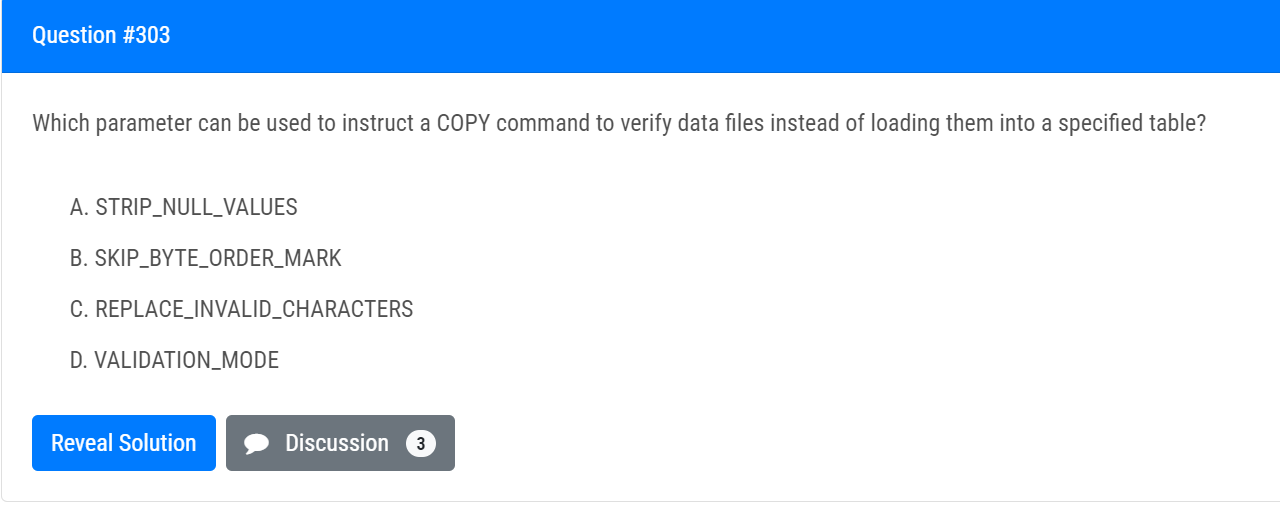 Question #303
Which parameter can be used to instruct a COPY command to verify data files instead of loading them into a specified table?
A. STRIP_NULL_VALUES
B. SKIP_BYTE_ORDER_MARK
C. REPLACE_INVALID_CHARACTERS
D. VALIDATION_MODE
Reveal Solution Discussion 3